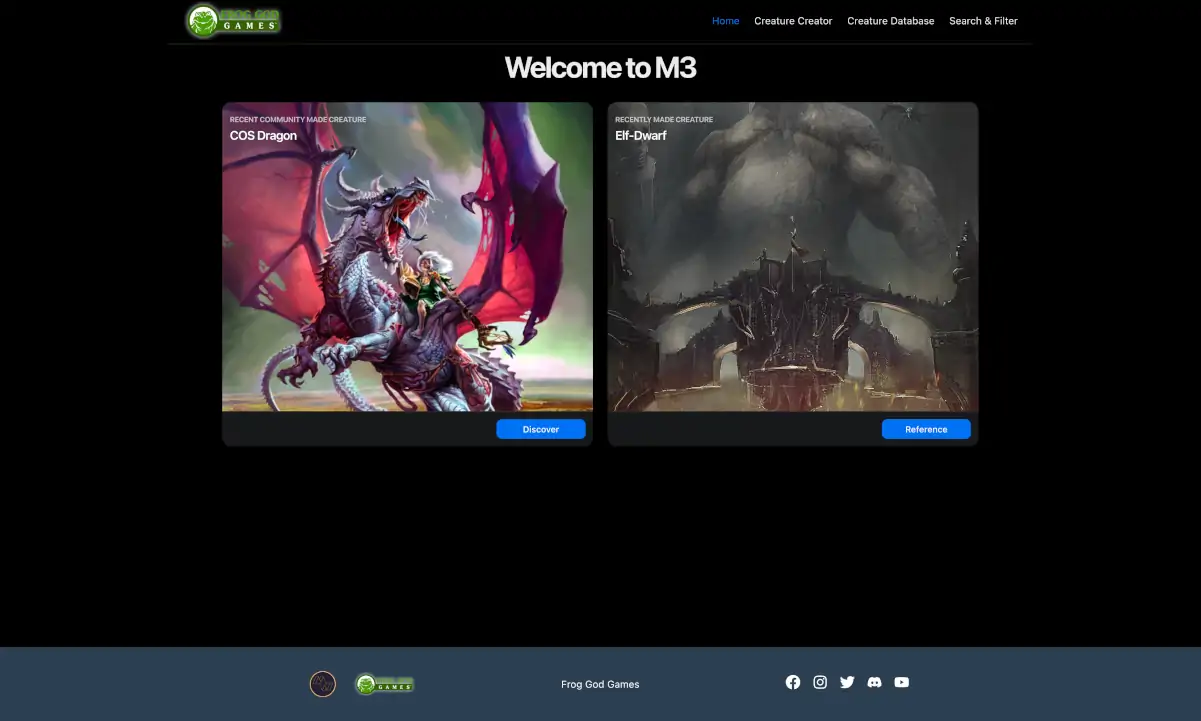 FROG GOD
GAMES
Home
Creature Creator
Creature Database
Search & Filter
Welcome to M3
RECENT COMMUNITY MADE CREATURE
COS Dragon
RECENTLY MADE CREATURE
Elf-Dwarf
Discover
Reference
GAMES
Frog God Games